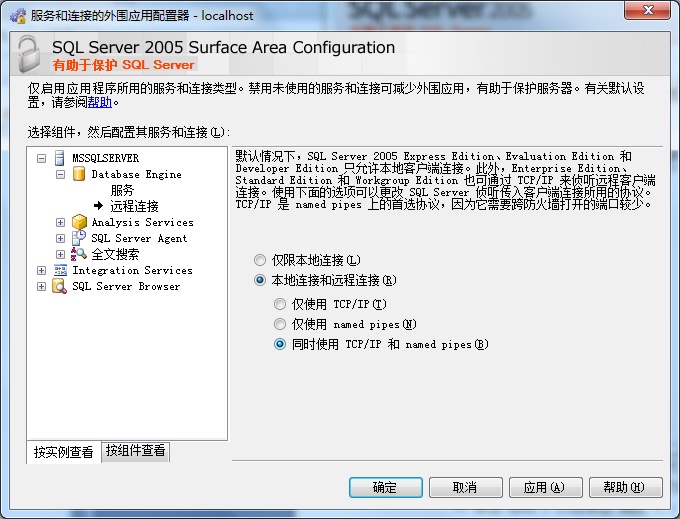 服务和连接的外围应用配置器 - localhost
SQL Server 2005 Surface Area Configuration
有助于保护 SQL Server
仅启用应用程序所用的服务和连接类型。禁用未使用的服务和连接可减少外围应用，有助于保护服务器。有关默认设
置，请参阅帮助。
选择组件，然后配置其服务和连接(L):
MSSQLSERVER
Database Engine
服务
远程连接
Analysis Services
SQL Server Agent
全文搜索
Integration Services
SQL Server Browser
按实例查看
按组件查看
默认情况下，SQL Server 2005 Express Edition、Evaluation Edition 和
Developer Edition 只允许本地客户端连接。此外，Enterprise Edition、
Standard Edition 和 Workgroup Edition 也可通过 TCP/IP 来侦听远程客户端
连接。使用下面的选项可以更改 SQL Server 侦听传入客户端连接所用的协议。
TCP/IP 是 named pipes 上的首选协议，因为它需要跨防火墙打开的端口较少。
仅限本地连接(L)
本地连接和远程连接(R)
仅使用 TCP/IP(T)
仅使用 named pipes(N)
同时使用 TCP/IP 和 named pipes(B)
确定
取消
应用(A)
帮助(H)